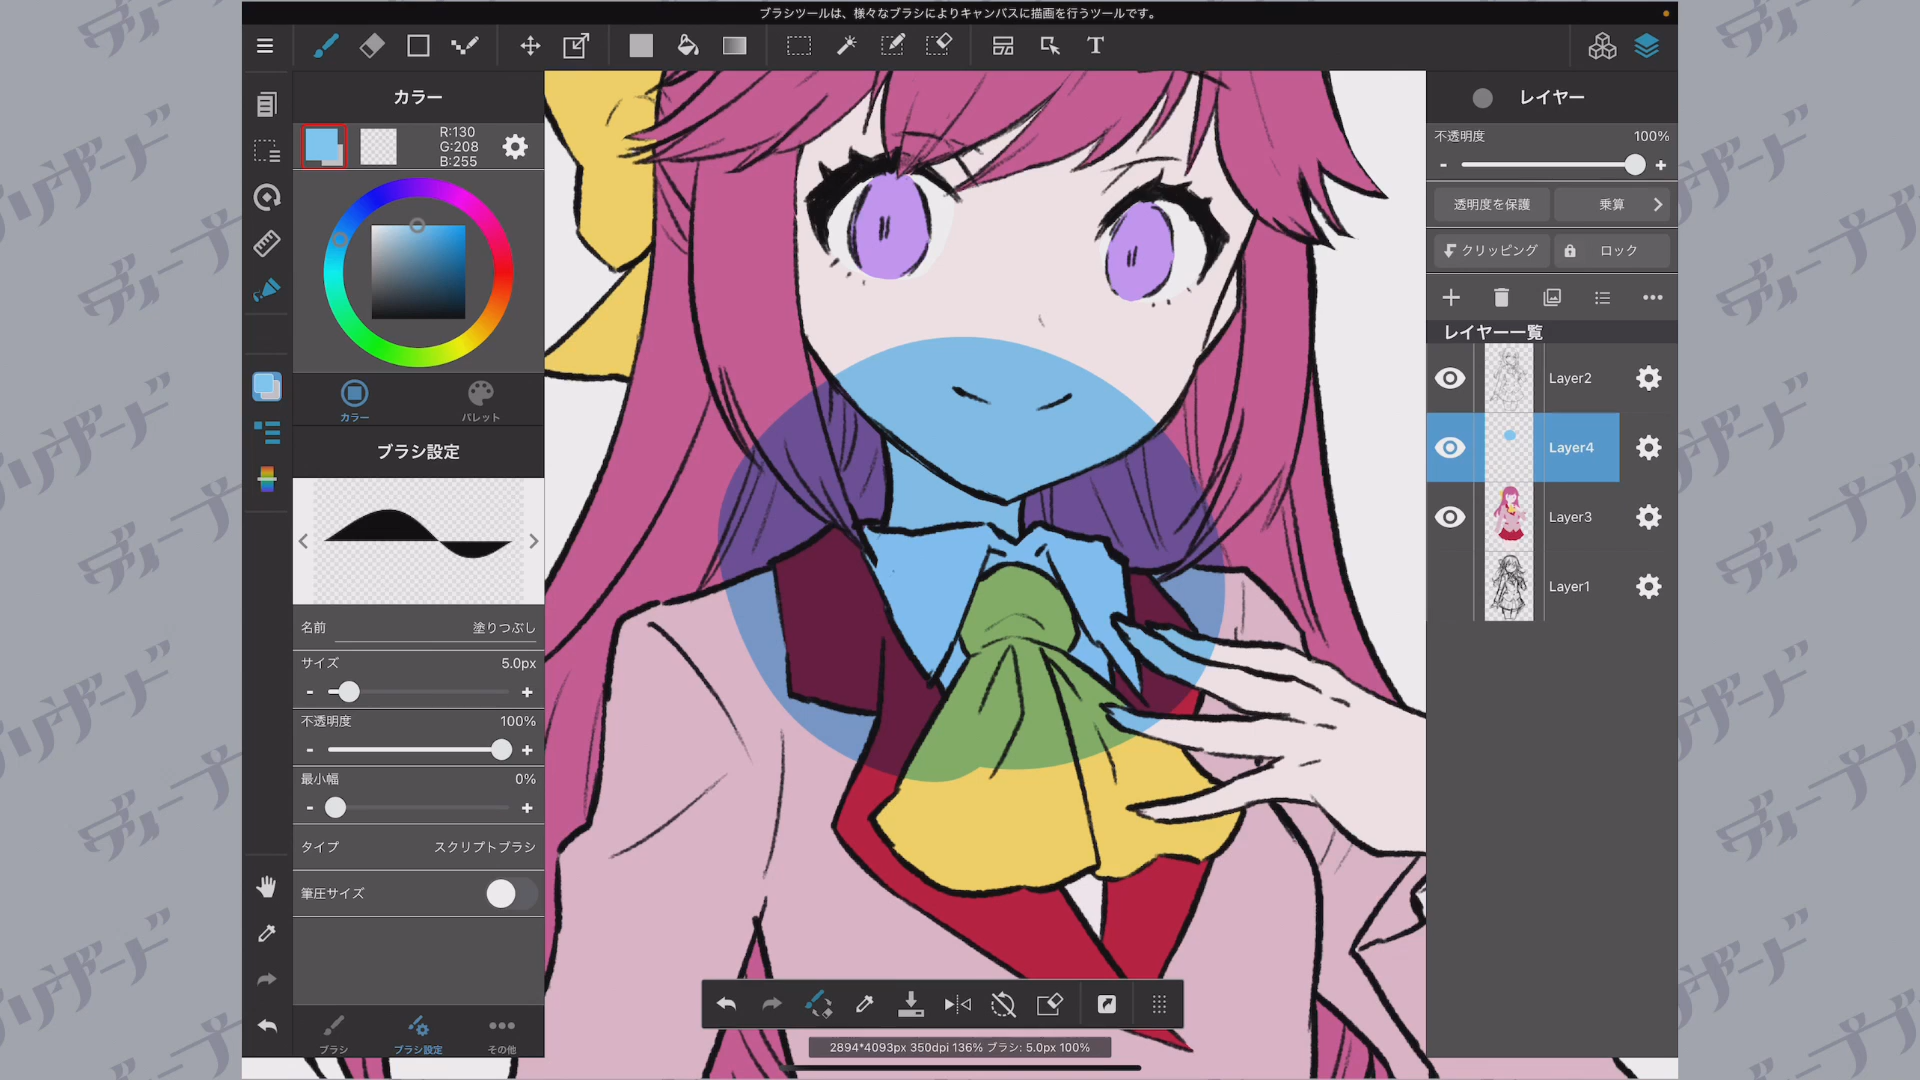 ブラシツールは、様々なブラシによりキャンバスに描画を行うツールです。
カラー
R:130
G:208
B:255
カラー
パレット
ブラシ設定
名前 塗りつぶし
サイズ 5.0px
- +
不透明度 100%
- +
最小幅 0%
- +
タイプ スクリプトブラシ
筆圧サイズ
ブラシ ブラシ設定 その他
T
2894*4093px 350dpi 136% ブラシ: 5.0px 100%
レイヤー
不透明度 100%
- +
透明度を保護 乗算
クリッピング ロック
レイヤー一覧
Layer2
Layer4
Layer3
Layer1